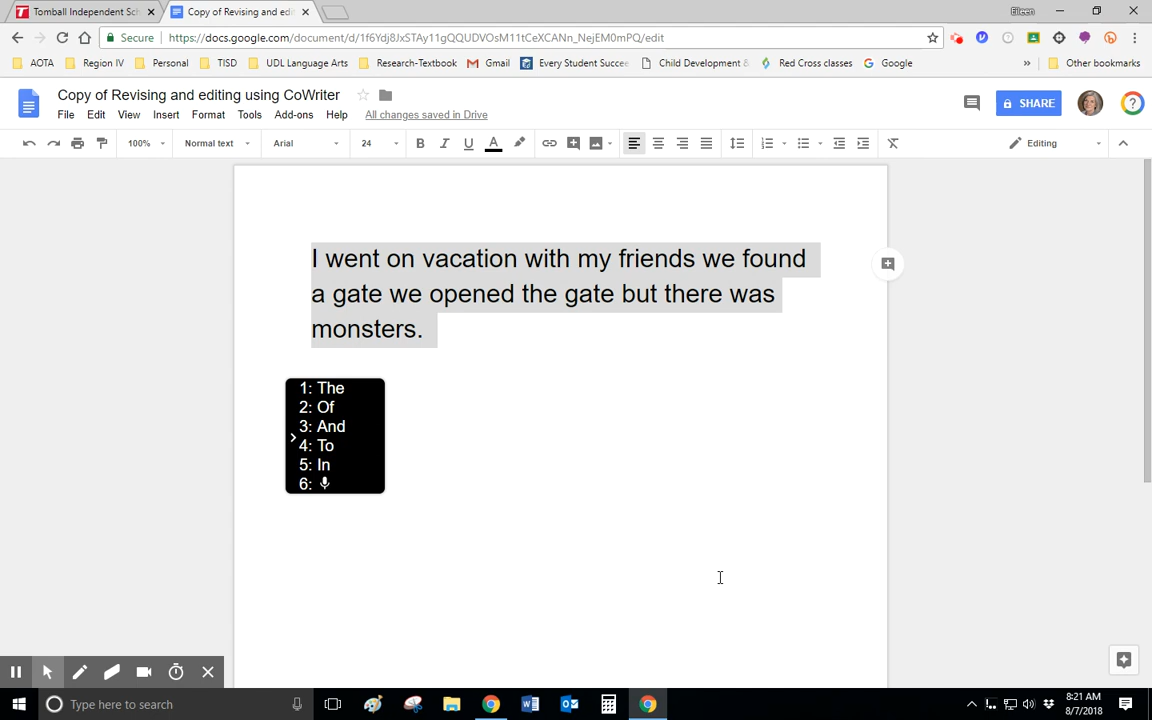 Tomball Independent Sch
Copy of Revising and edi
Eileen
Secure
https://docs.google.com/document/d/1f6Ydj8JxSTAy11gQQUDVOsM11tCeXCANn_NejEM0mPQ/edit
AOTA
Region IV
Personal
TISD
UDL Language Arts
Research-Textbook
Gmail
Every Student Succee
Child Development &
Red Cross classes
Google
»
Other bookmarks
Copy of Revising and editing using CoWriter
SHARE
File Edit View Insert Format Tools Add-ons Help All changes saved in Drive
100% Normal text Arial 24 B I U A Editing
I went on vacation with my friends we found
a gate we opened the gate but there was
monsters.
1: The
2: Of
3: And
4: To
5: In
6:
Type here to search
8:21 AM
8/7/2018